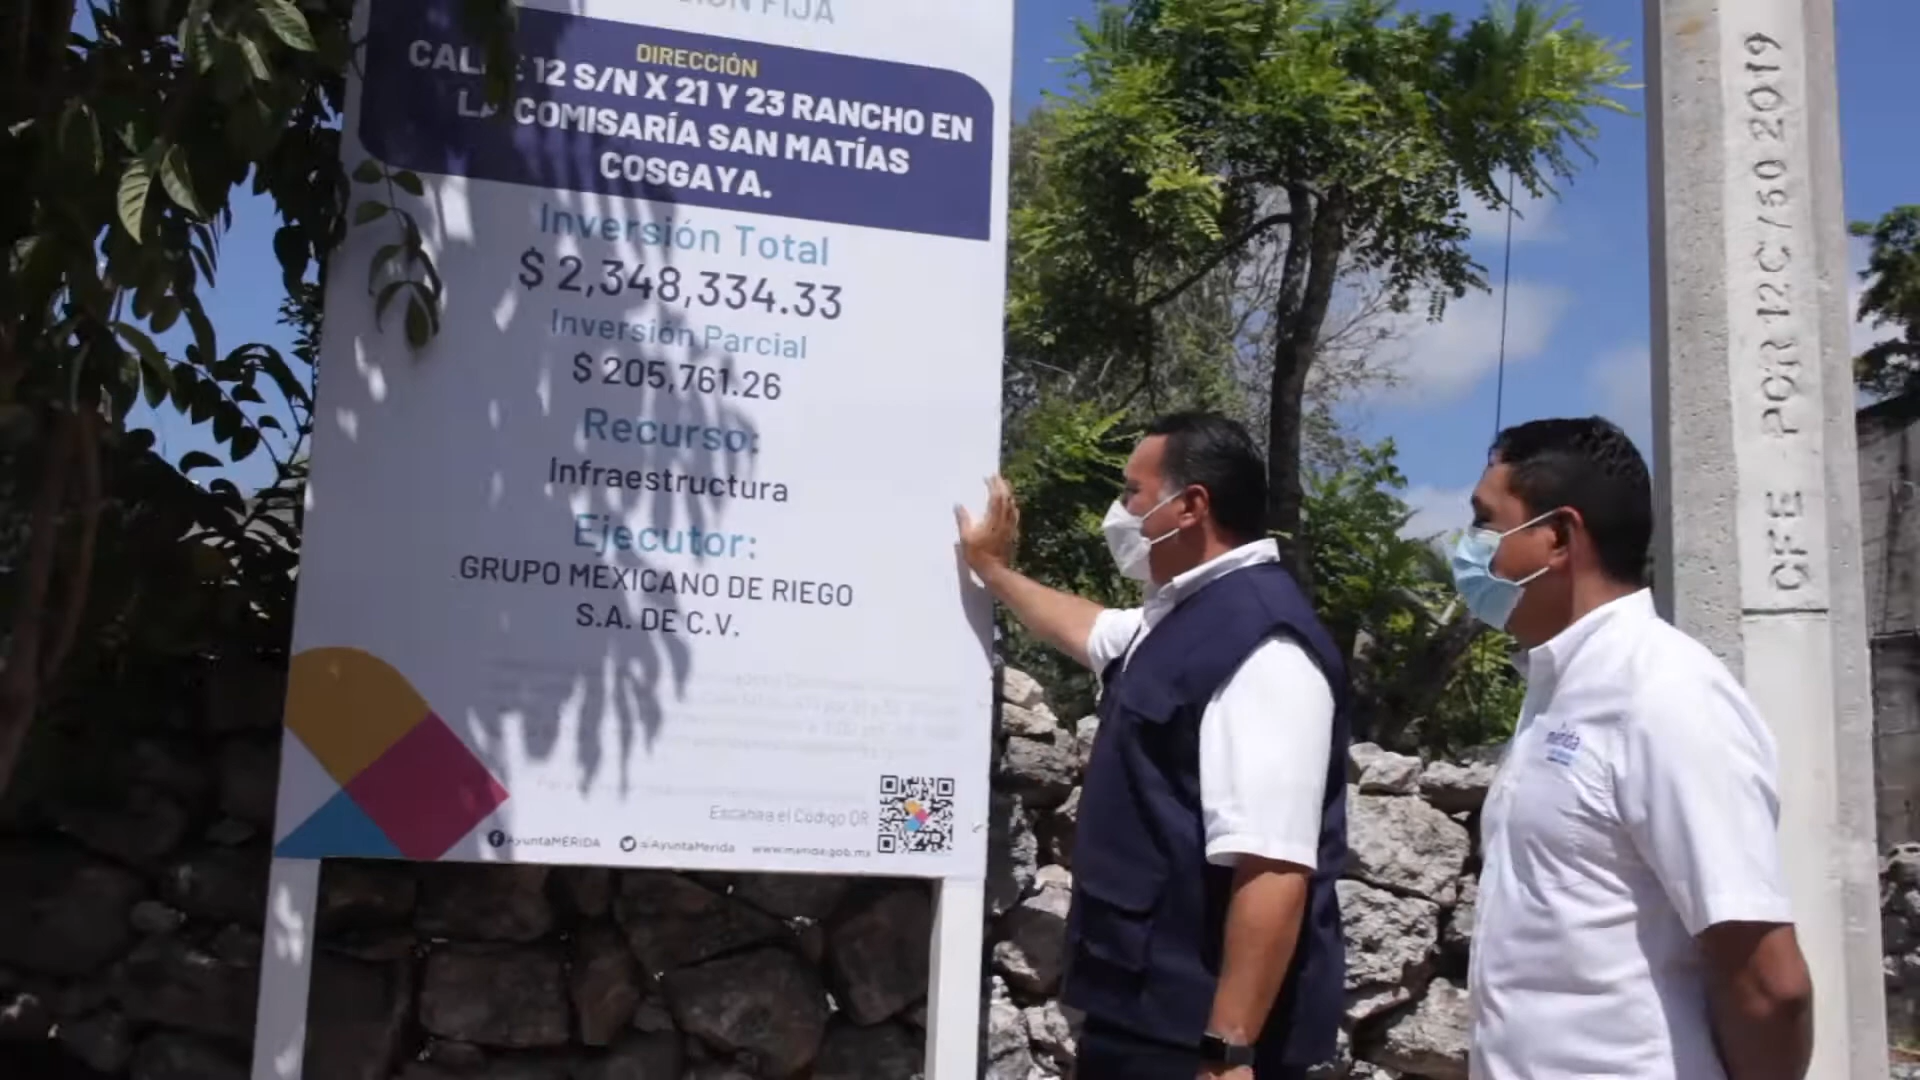 DIRECCIÓN
12 S/N X 21 Y 23 RANCHO EN
LA COMISARÍA SAN MATÍAS
COSGAYA.
Inversión Total
$ 2,348,334.33
Inversión Parcial
$ 205,761.26
Recurso:
Infraestructura
Ejecutor:
GRUPO MEXICANO DE RIEGO
S.A. DE C.V.
Escanea el Código QR
AyuntaMERIDA @AyuntaMerida www.merida.gob.mx
mérida
CFE POR 12C/50 2019